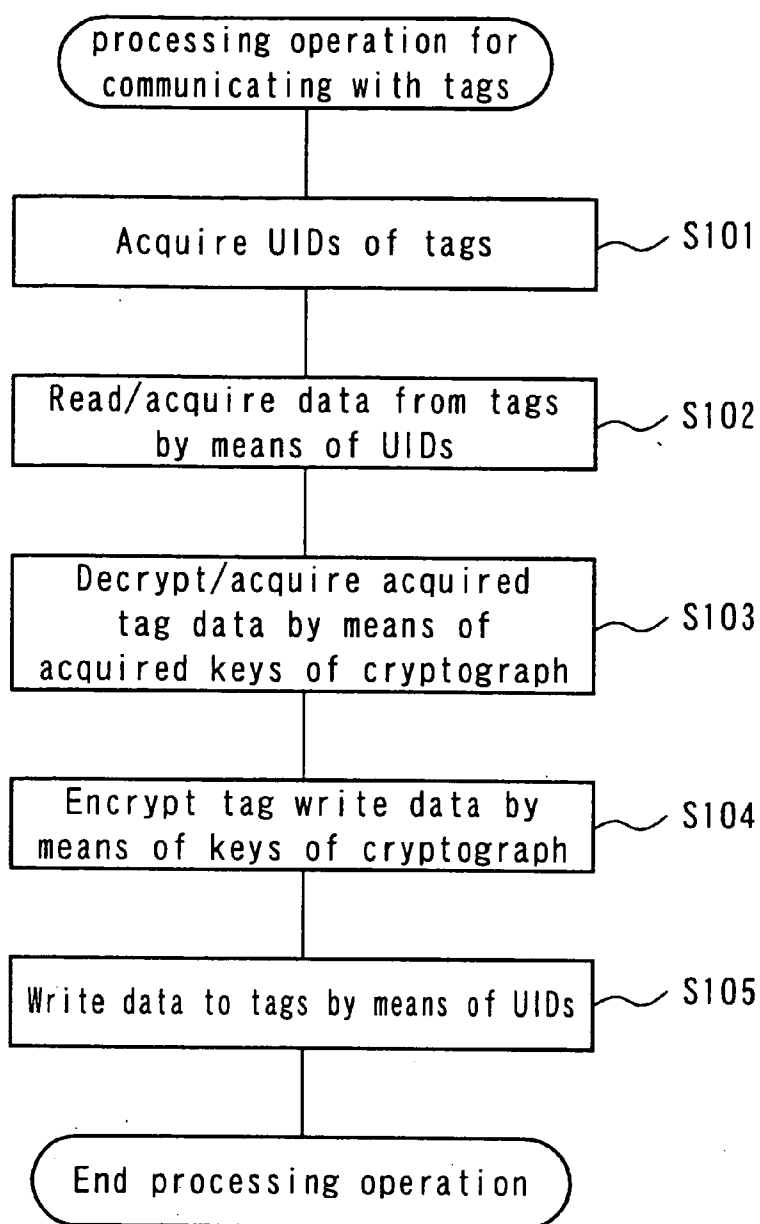 processing operation for
communicating with tags
Acquire UIDs of tags
S101
Read/acquire data from tags
by means of UIDs
S102
Decrypt/acquire acquired
tag data by means of
acquired keys of cryptograph
S103
Encrypt tag write data by
means of keys of cryptograph
S104
Write data to tags by means of UIDs
S105
End processing operation